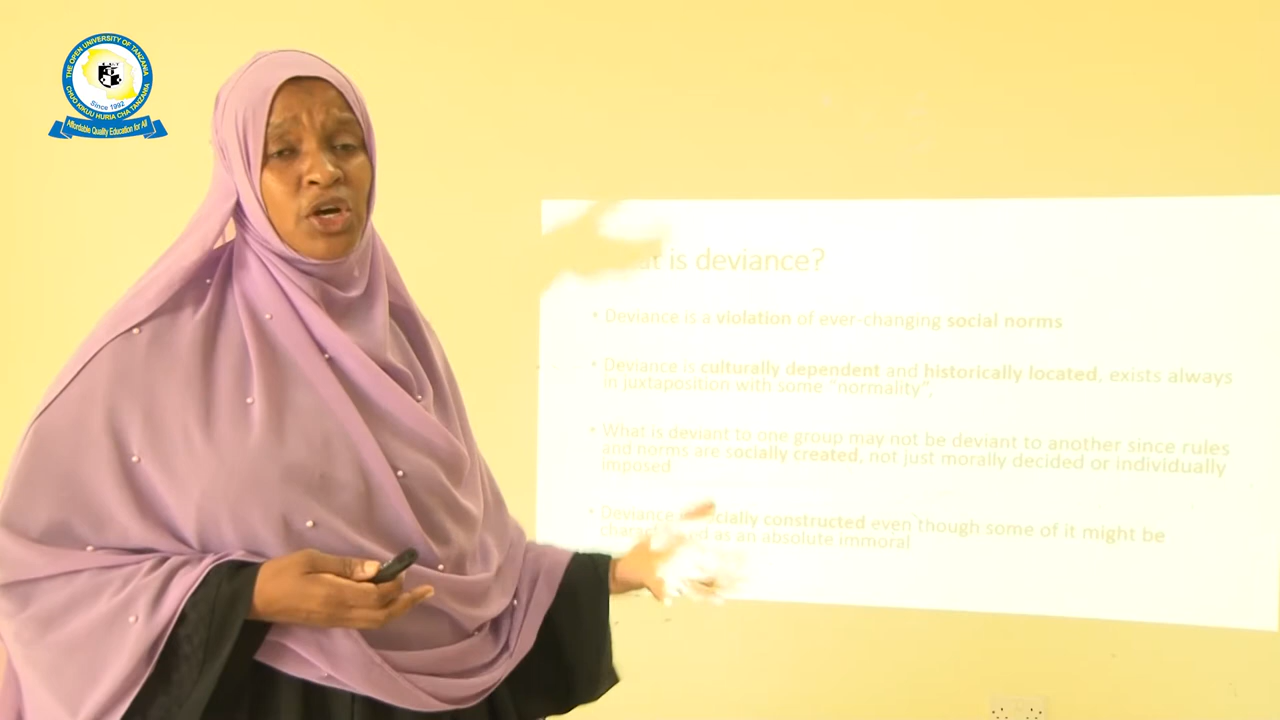 THE OPEN UNIVERSITY OF TANZANIA
CHUO KIKUU HURIA CHA TANZANIA
Since 1992
Affordable Quality Education for All
is deviance?
• Deviance is a violation of ever-changing social norms
• Deviance is culturally dependent and historically located, exists always
in juxtaposition with some "normality",
• What is deviant to one group may not be deviant to another since rules
and norms are socially created, not just morally decided or individually
imposed
• Deviance socially constructed even though some of it might be
as an absolute immoral